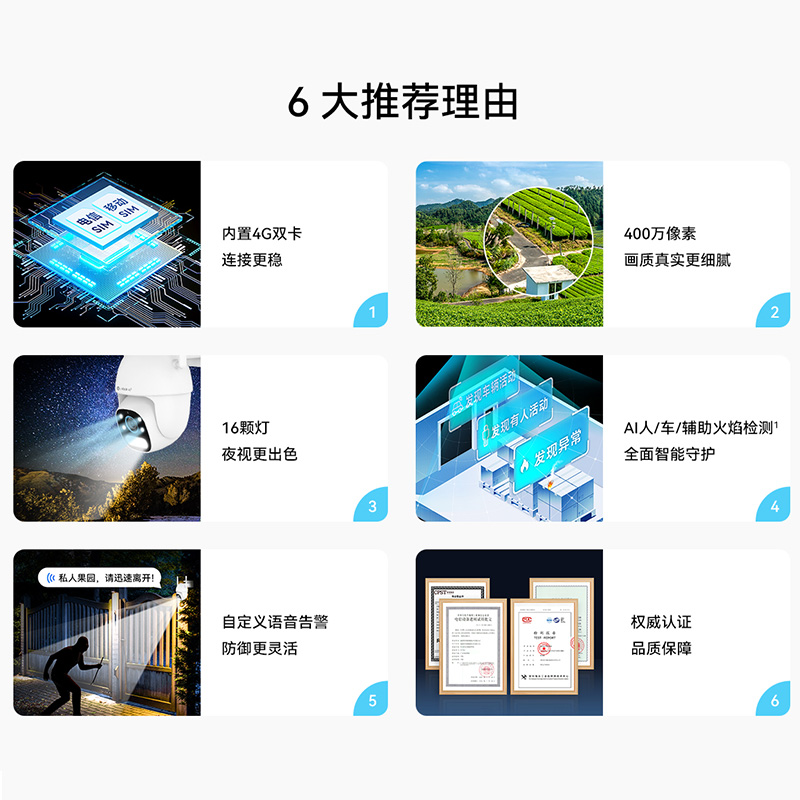 6 大推荐理由
电信 移动
SIM SIM
内置4G双卡
连接更稳
1
400万像素
画质真实更细腻
2
16颗灯
夜视更出色
3
发现车辆活动
发现有人活动
发现异常
AI人/车/辅助火焰检测¹
全面智能守护
4
私人果园，请迅速离开!
自定义语音告警
防御更灵活
5
TEST REPORT
权威认证
品质保障
6